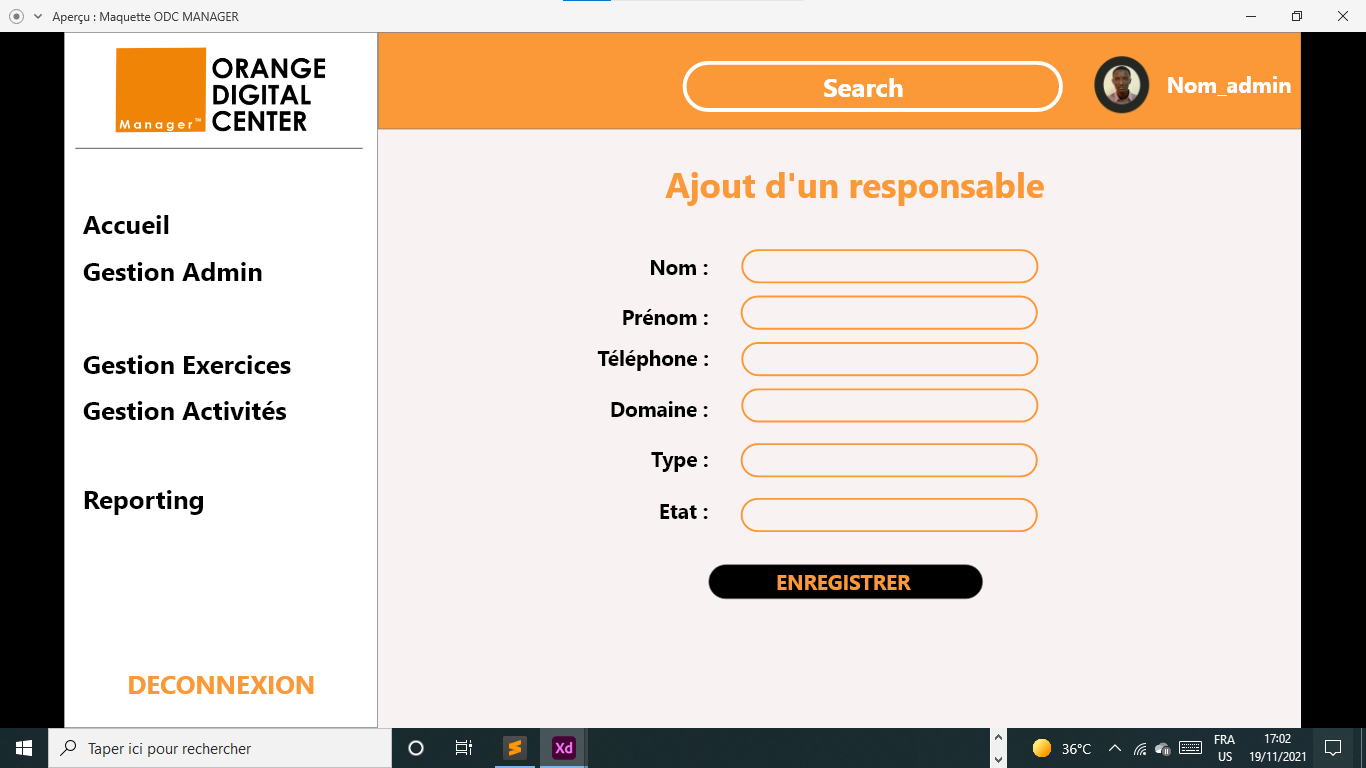 Aperçu : Maquette ODC MANAGER
ORANGE
DIGITAL
CENTER
Manager™
Search
Nom_admin
Accueil
Gestion Admin
Gestion Exercices
Gestion Activités
Reporting
DECONNEXION
Ajout d'un responsable
Nom :
Prénom :
Téléphone :
Domaine :
Type :
Etat :
ENREGISTRER
Taper ici pour rechercher
Xd
36°C
FRA
US
17:02
19/11/2021